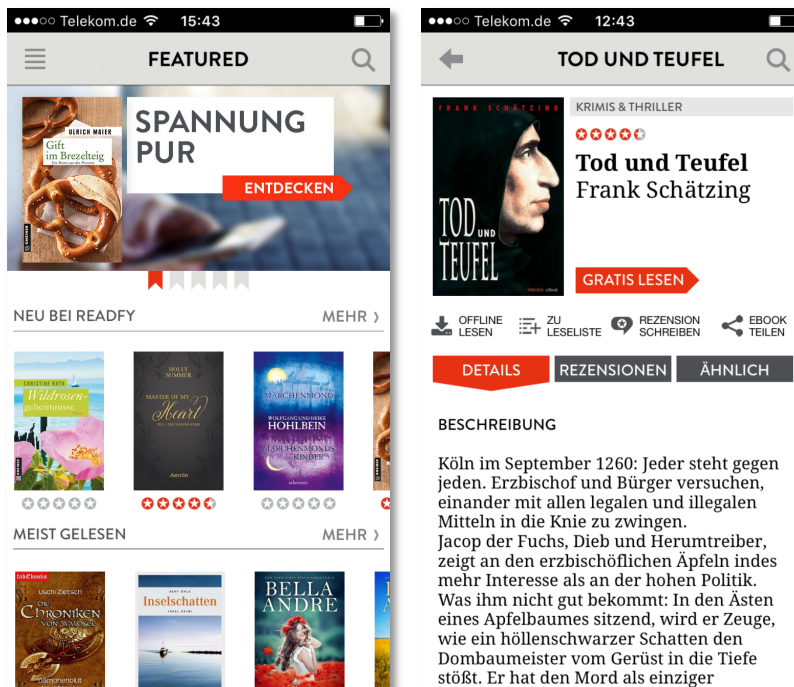 Telekom.de 15:43
FEATURED
ULRICH MAIER
Gift
im Brezelteig
SPANNUNG
PUR
ENTDECKEN
NEU BEI READFY
MEHR
CHRISTINE RATH
Wildrosen-
geheimnisse
HOLLY
SUMMER
MASTER OF MY
Heart
MÄRCHENMOND
WOLFGANG UND HEIKE
HOHLBEIN
MÄRCHENMONDS
KINDER
MEIST GELESEN
MEHR
Uschi Zietsch
DIE
CHRONIKEN
VON WALDSEE
Dämonenblut
Inselschatten
INSEL KRIMI
BELLA
ANDRE
Telekom.de 12:43
TOD UND TEUFEL
FRANK SCHÄTZING
TOD UND
TEUFEL
KRIMIS & THRILLER
Tod und Teufel
Frank Schätzing
GRATIS LESEN
OFFLINE
LESEN
ZU
LESELISTE
REZENSION
SCHREIBEN
EBOOK
TEILEN
DETAILS
REZENSIONEN
ÄHNLICH
BESCHREIBUNG
Köln im September 1260: Jeder steht gegen
jeden. Erzbischof und Bürger versuchen,
einander mit allen legalen und illegalen
Mitteln in die Knie zu zwingen.
Jacop der Fuchs, Dieb und Herumtreiber,
zeigt an den erzbischöflichen Äpfeln indes
mehr Interesse als an der hohen Politik.
Was ihm nicht gut bekommt: In den Ästen
eines Apfelbaumes sitzend, wird er Zeuge,
wie ein höllenschwarzer Schatten den
Dombaumeister vom Gerüst in die Tiefe
stößt. Er hat den Mord als einziger